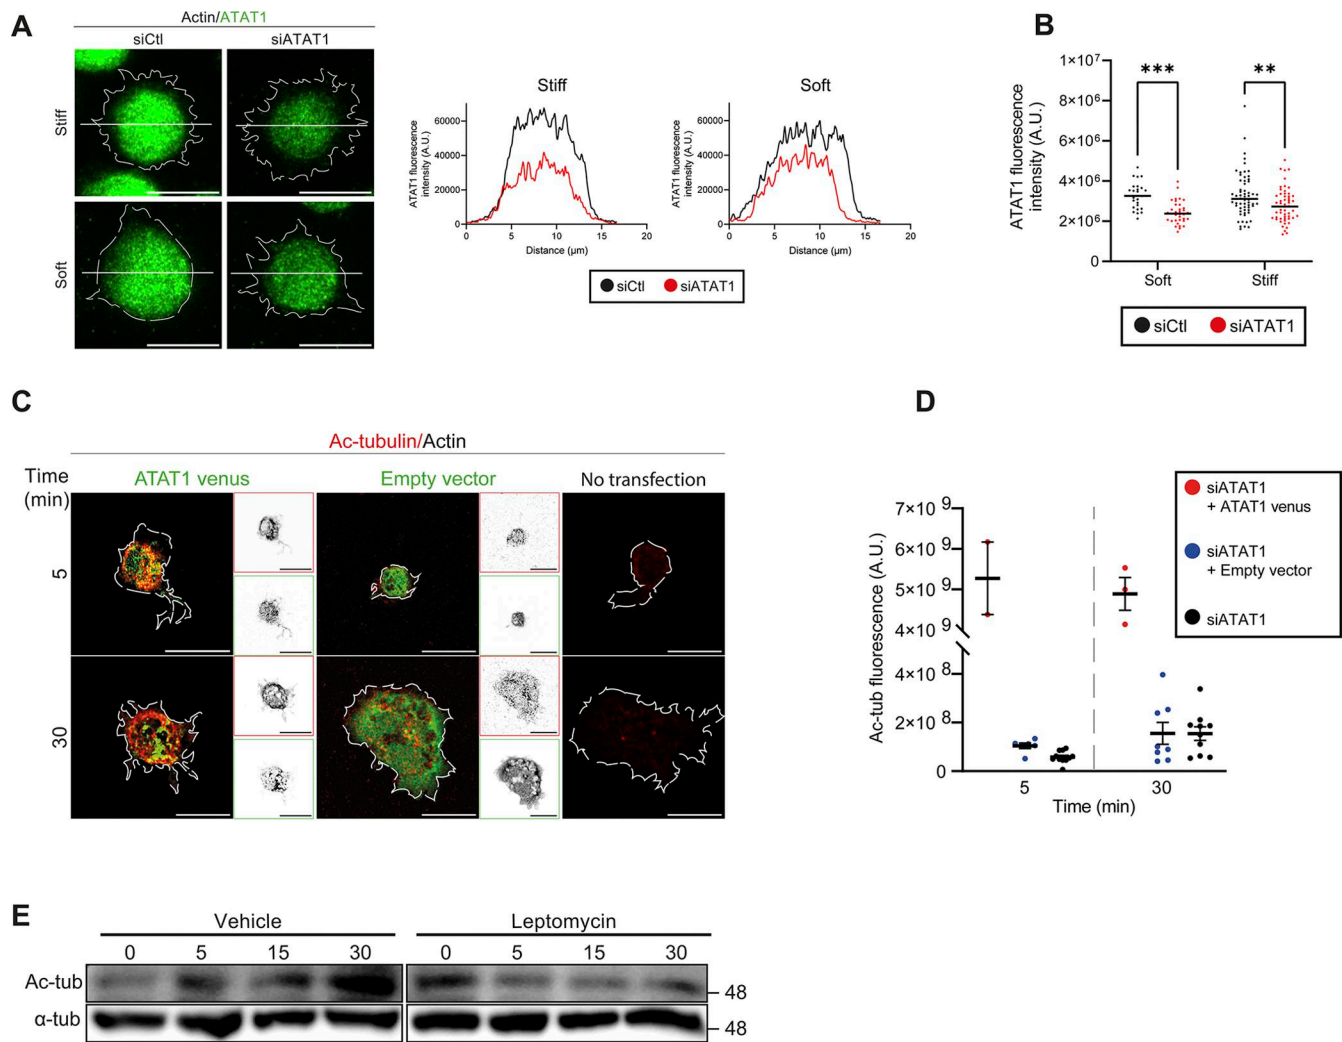 A
Actin/ATAT1
siCtl
siATAT1
Stiff
Soft
Stiff
ATAT1 fluorescence
intensity (A.U.)
60000
40000
20000
0
0
5
10
15
20
Distance (µm)
Soft
ATAT1 fluorescence
intensity (A.U.)
60000
40000
20000
0
0
5
10
15
20
Distance (µm)
siCtl
siATAT1
B
ATAT1 fluorescence
intensity (A.U.)
1×10⁷
8×10⁶
6×10⁶
4×10⁶
2×10⁶
0
***
**
Soft
Stiff
siCtl
siATAT1
C
Ac-tubulin/Actin
Time
(min)
ATAT1 venus
Empty vector
No transfection
5
30
D
Ac-tub fluorescence (A.U.)
7×10 9
6×10 9
5×10 9
4×10 9
4×10 8
2×10 8
0
5
30
Time (min)
siATAT1
+ ATAT1 venus
siATAT1
+ Empty vector
siATAT1
E
Vehicle
Leptomycin
0 5 15 30 0 5 15 30
Ac-tub
48
α-tub
48